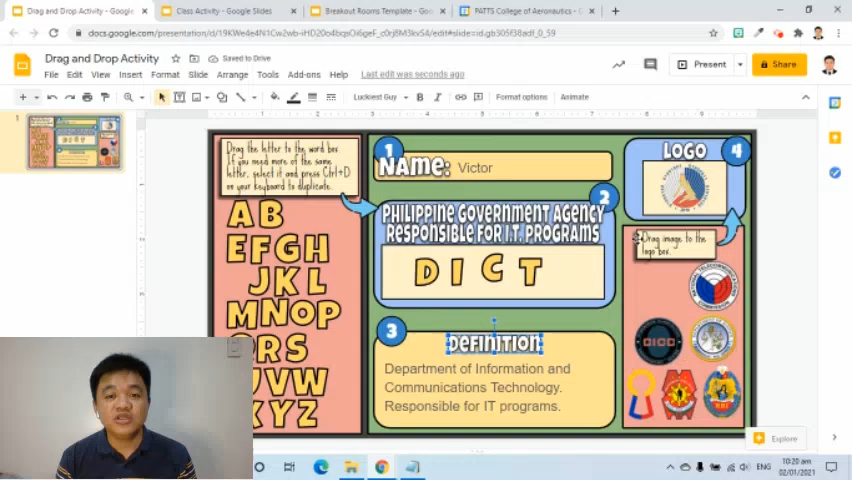 Drag and Drop Activity - Google
Class Activity - Google Slides
Breakout Rooms Template - Goo
PATTS College of Aeronautics - C
docs.google.com/presentation/d/19KWe4e4N1Cw2wb-iHD20o4bqsOi6geF_c0rj8M3kvS4/edit#slide=id.gb305f38adf_0_59
Drag and Drop Activity
Saved to Drive
File Edit View Insert Format Slide Arrange Tools Add-ons Help Last edit was seconds ago
Present
Share
Luckiest Guy
B I
Format options
Animate
1
Drag the letter to the word box.
If you need more of the same
letter, select it and press Ctrl+D
on your keyboard to duplicate.
A B
E F G H
J K L
M N O P
R S
U V W
X Y Z
1
NAME: Victor
2
PHILIPPINE GOVERNMENT AGENCY
RESPONSIBLE FOR I.T. PROGRAMS
D I C T
3
DEFINITION
Department of Information and
Communications Technology.
Responsible for IT programs.
LOGO
4
Drag image to the
logo box.
CICC
Explore
ENG
10:20 am
02/01/2021